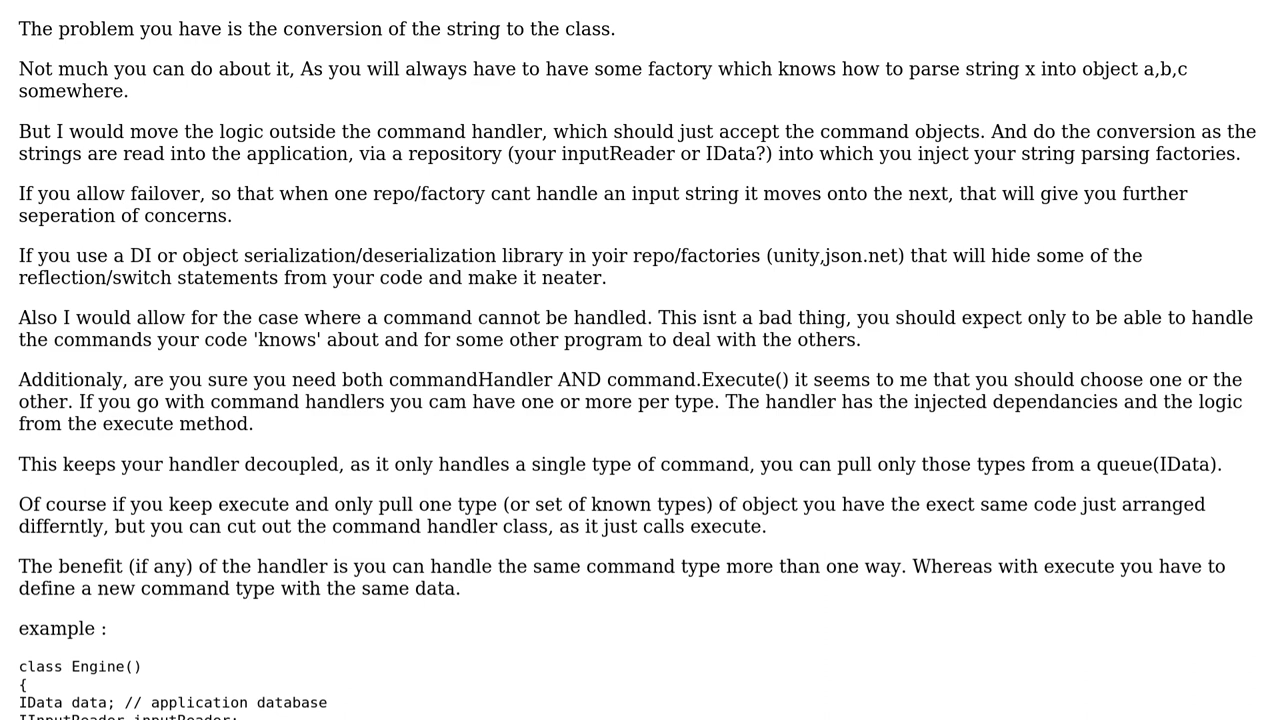 The problem you have is the conversion of the string to the class.
Not much you can do about it, As you will always have to have some factory which knows how to parse string x into object a,b,c
somewhere.
But I would move the logic outside the command handler, which should just accept the command objects. And do the conversion as the
strings are read into the application, via a repository (your inputReader or IData?) into which you inject your string parsing factories.
If you allow failover, so that when one repo/factory cant handle an input string it moves onto the next, that will give you further
seperation of concerns.
If you use a DI or object serialization/deserialization library in yoir repo/factories (unity,json.net) that will hide some of the
reflection/switch statements from your code and make it neater.
Also I would allow for the case where a command cannot be handled. This isnt a bad thing, you should expect only to be able to handle
the commands your code 'knows' about and for some other program to deal with the others.
Additionaly, are you sure you need both commandHandler AND command.Execute() it seems to me that you should choose one or the
other. If you go with command handlers you cam have one or more per type. The handler has the injected dependancies and the logic
from the execute method.
This keeps your handler decoupled, as it only handles a single type of command, you can pull only those types from a queue(IData).
Of course if you keep execute and only pull one type (or set of known types) of object you have the exect same code just arranged
differntly, but you can cut out the command handler class, as it just calls execute.
The benefit (if any) of the handler is you can handle the same command type more than one way. Whereas with execute you have to
define a new command type with the same data.
example :
class Engine()
{
IData data; // application database
IInputReader inputReader;